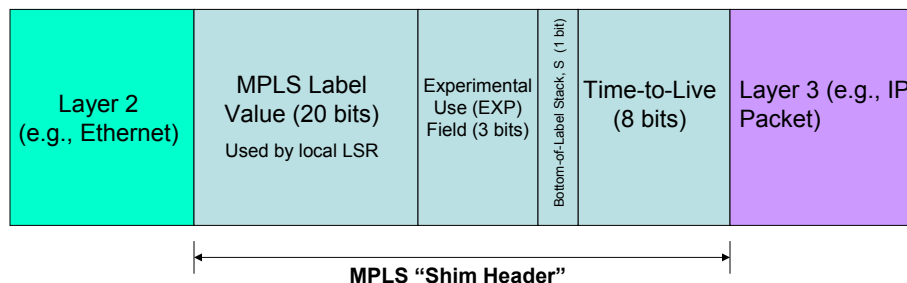 Layer 2
(e.g., Ethernet)
MPLS Label
Value (20 bits)
Used by local LSR
Experimental
Use (EXP)
Field (3 bits)
Bottom-of-Label Stack, S (1 bit)
Time-to-Live
(8 bits)
Layer 3 (e.g., IP
Packet)
MPLS “Shim Header”